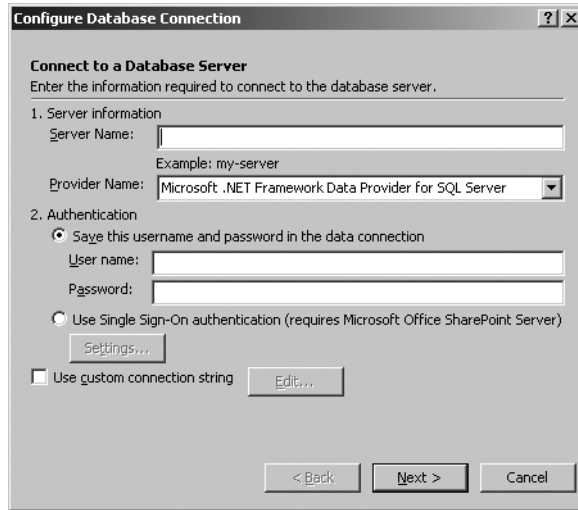 Configure Database Connection
Connect to a Database Server
Enter the information required to connect to the database server.
1. Server information
Server Name:
Example: my-server
Provider Name: Microsoft .NET Framework Data Provider for SQL Server
2. Authentication
Save this username and password in the data connection
User name:
Password:
Use Single Sign-On authentication (requires Microsoft Office SharePoint Server)
Settings...
Use custom connection string Edit...
< Back Next > Cancel